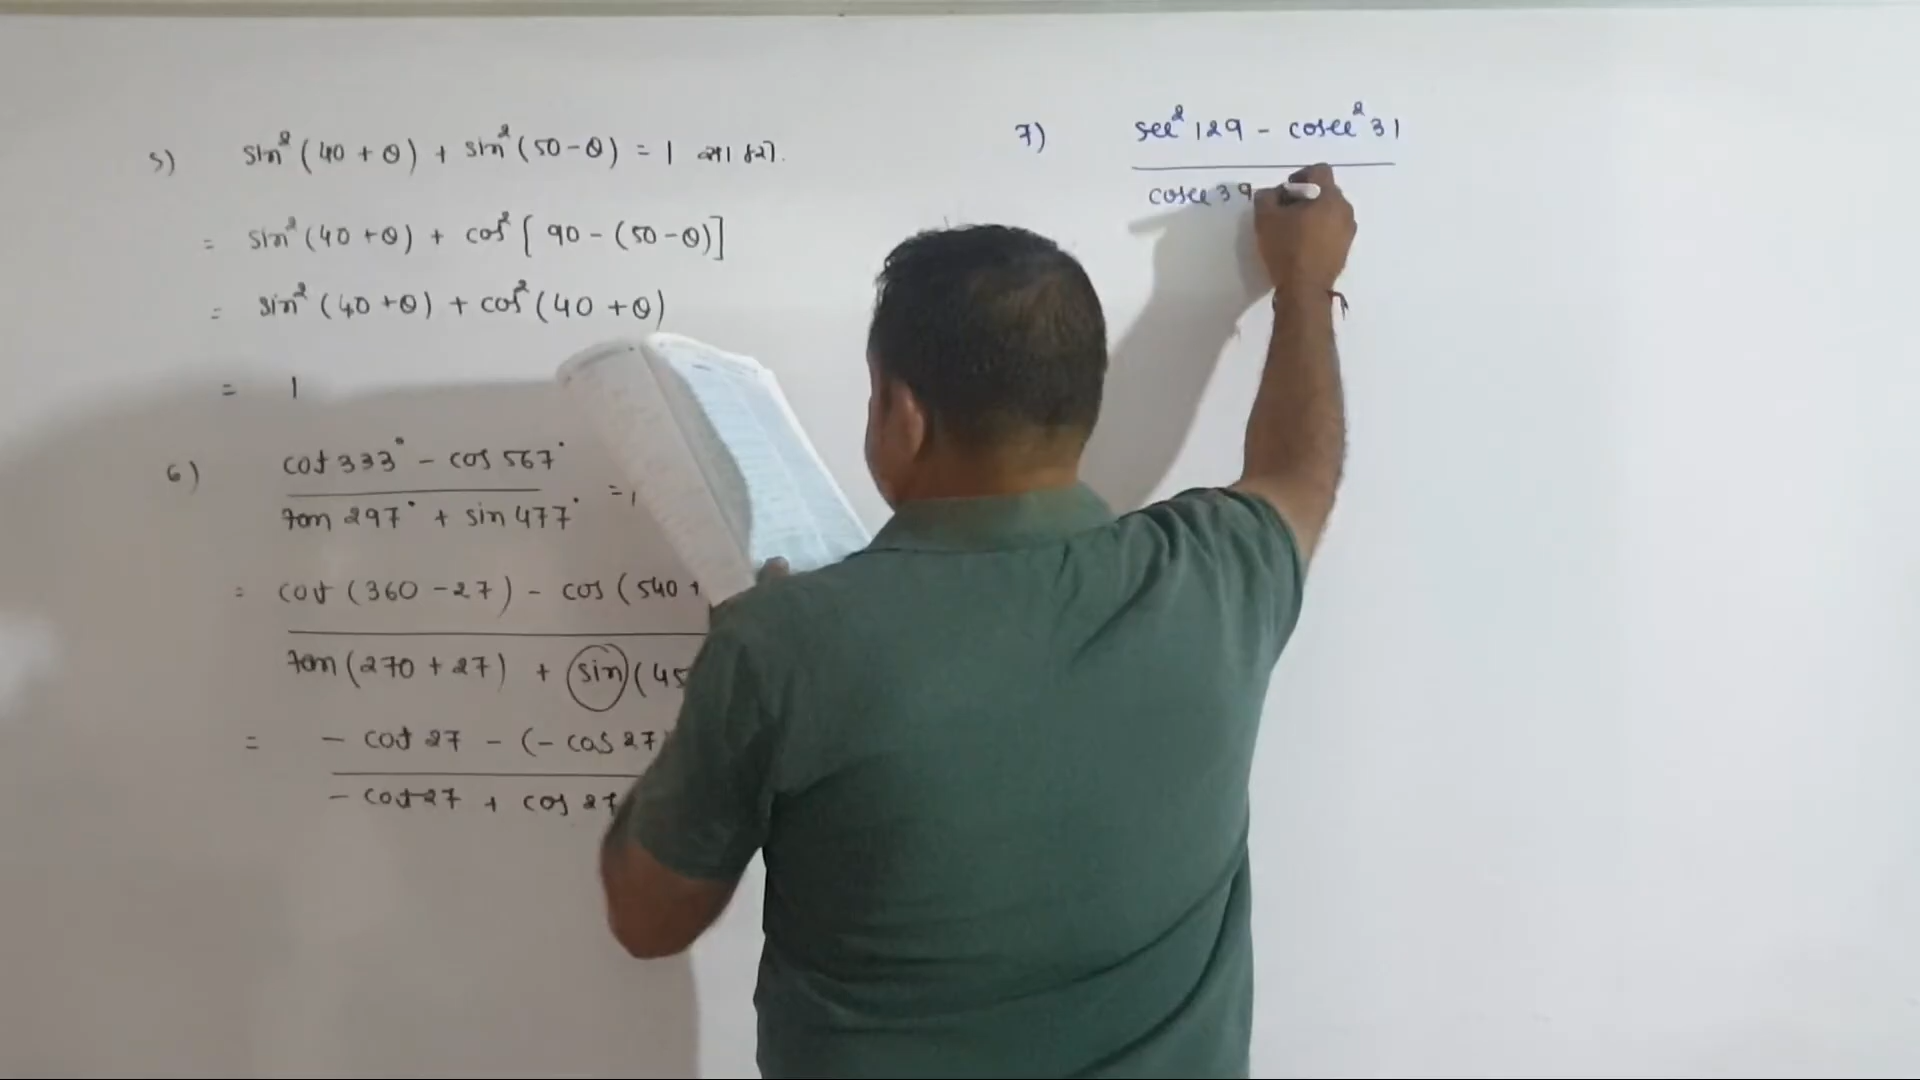 5) sin²(40 + θ) + sin²(50 - θ) = 1
= sin²(40 + θ) + cos²[90 - (50 - θ)]
= sin²(40 + θ) + cos²(40 + θ)
= 1
6) cot 333° - cos 567°
tan 297° + sin 477°
= 1
= cot (360 - 27) - cos (540 +
tan (270 + 27) + sin (45
= - cot 27 - (- cos 27)
- cot 27 + cos 27
7) sec² 129 - cosec² 31
cosec 39